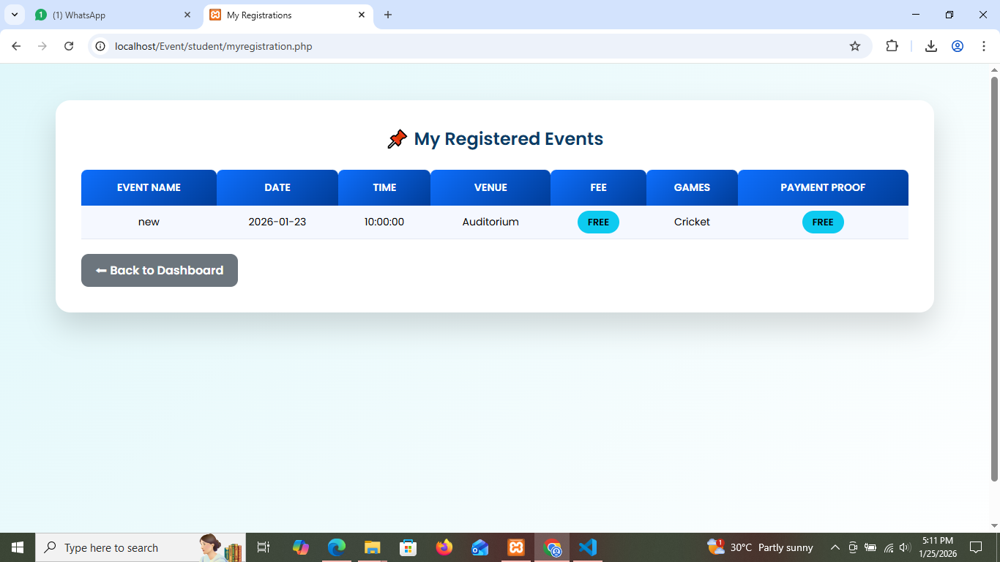 1
(1) WhatsApp
My Registrations
localhost/Event/student/myregistration.php
My Registered Events
EVENT NAME DATE TIME VENUE FEE GAMES PAYMENT PROOF
new 2026-01-23 10:00:00 Auditorium FREE Cricket FREE
⬅ Back to Dashboard
Type here to search
1
30°C Partly sunny
5:11 PM
1/25/2026